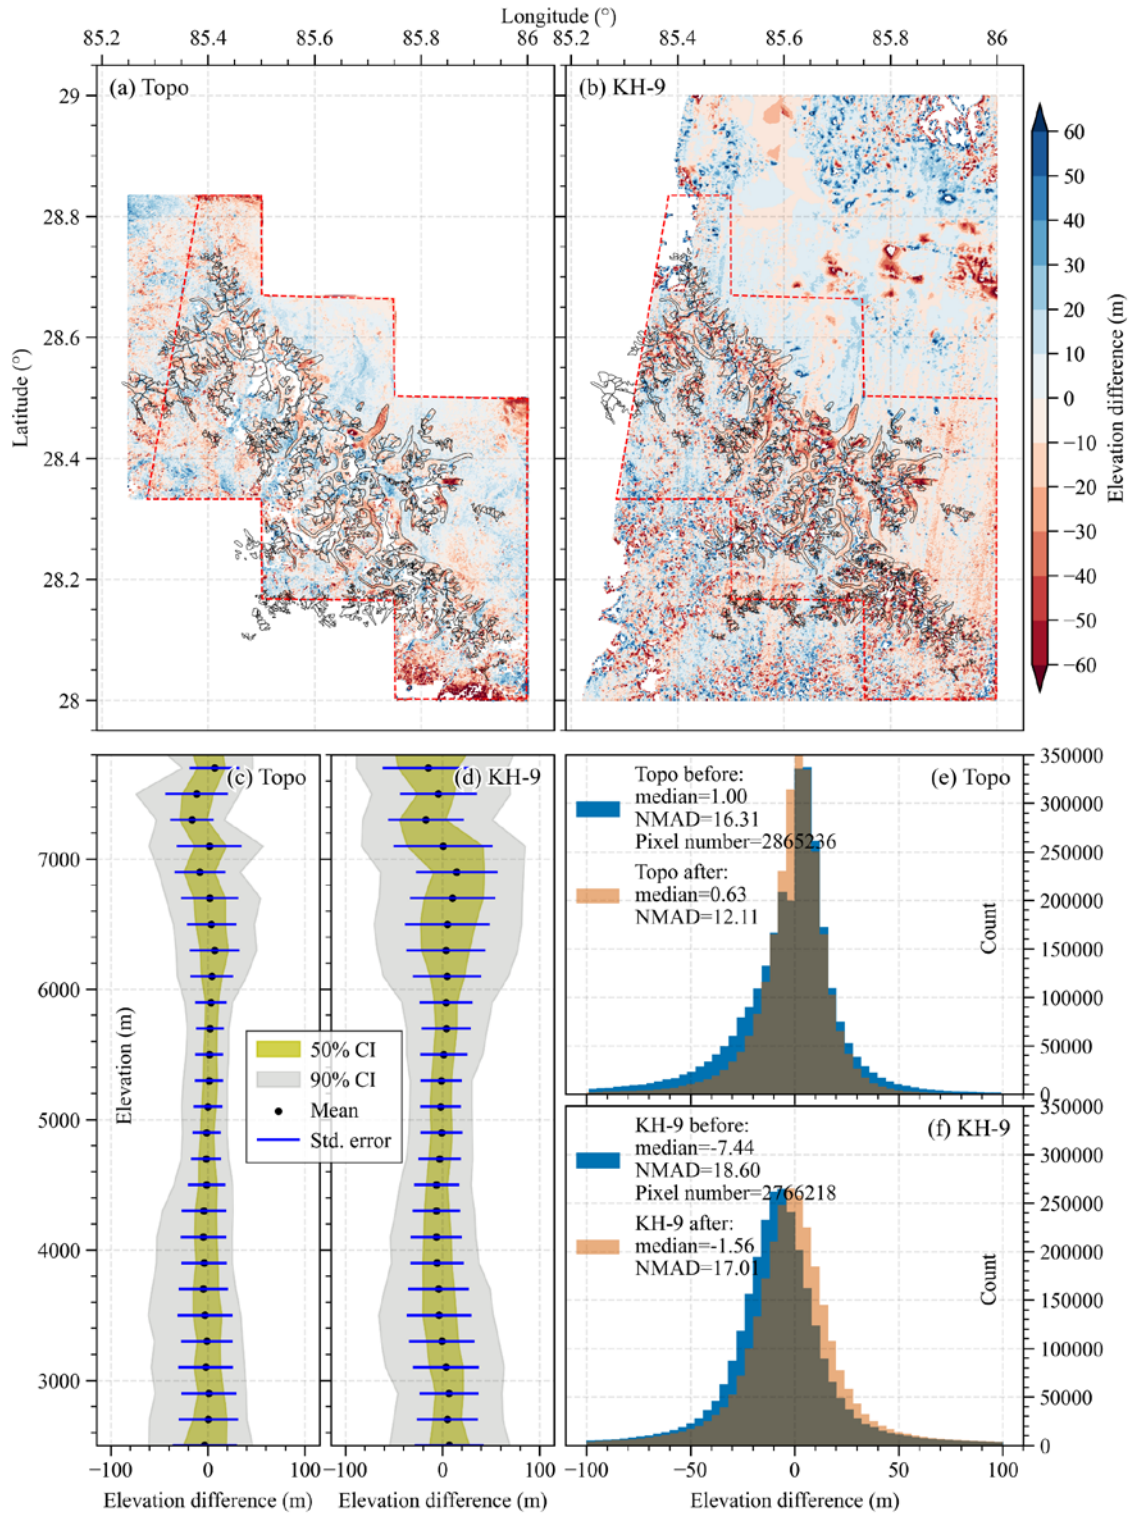 Longitude (°)
85.2 85.4 85.6 85.8 86 85.2 85.4 85.6 85.8 86
(a) Topo
(b) KH-9
29
28.8
28.6
28.4
28.2
28
Latitude (°)
60
50
40
30
20
10
0
−10
−20
−30
−40
−50
−60
Elevation difference (m)
(c) Topo
(d) KH-9
7000
6000
5000
4000
3000
Elevation (m)
50% CI
90% CI
Mean
Std. error
−100 0 100
−100 0 100
Elevation difference (m)
Elevation difference (m)
(e) Topo
Topo before:
median=1.00
NMAD=16.31
Pixel number=2865236
Topo after:
median=0.63
NMAD=12.11
350000
300000
250000
200000
150000
100000
50000
0
Count
(f) KH-9
KH-9 before:
median=-7.44
NMAD=18.60
Pixel number=2766218
KH-9 after:
median=-1.56
NMAD=17.01
350000
300000
250000
200000
150000
100000
50000
0
Count
−100 −50 0 50 100
Elevation difference (m)